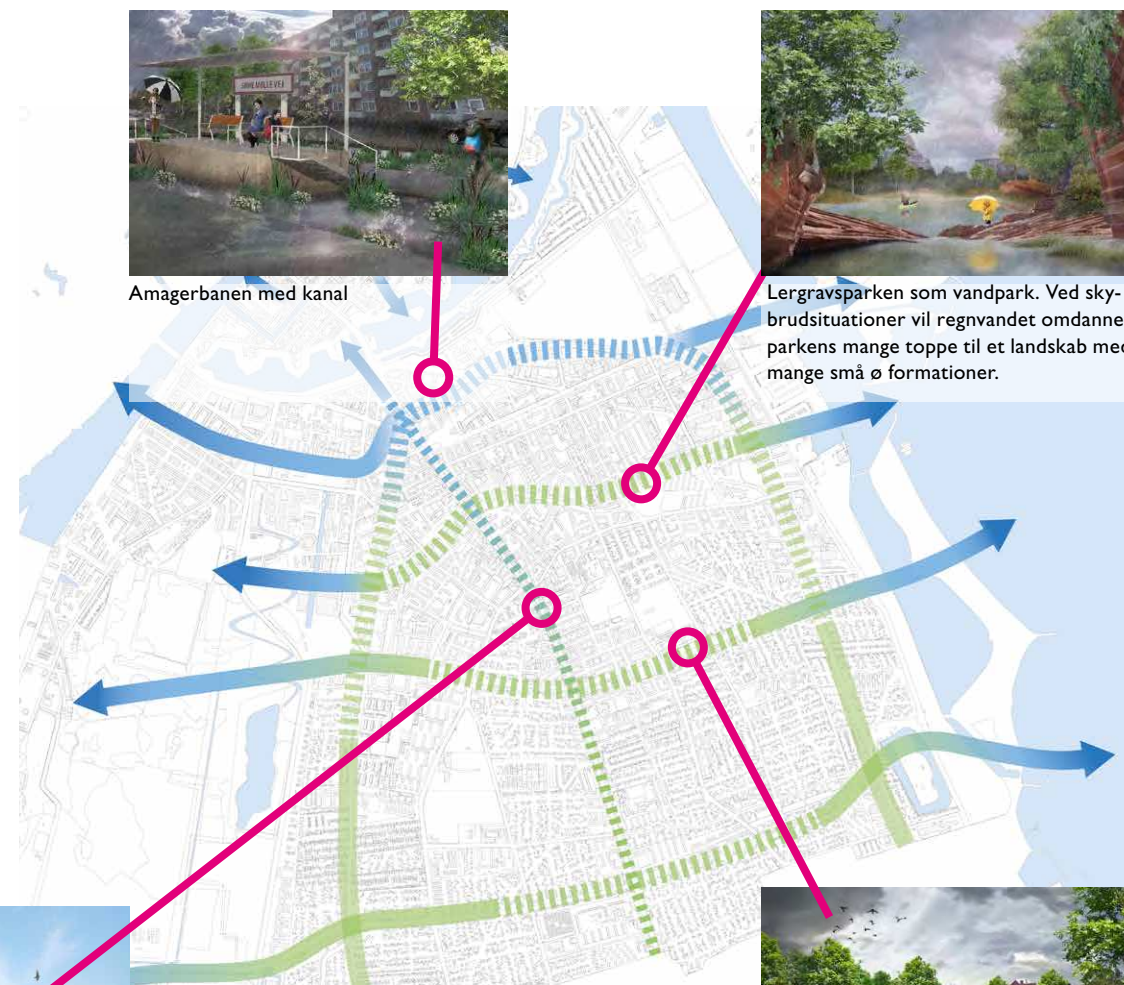 Amagerbanen med kanal
Lergravsparken som vandpark. Ved sky-
brudsituationer vil regnvandet omdanne
parkens mange toppe til et landskab med
mange små ø formationer.